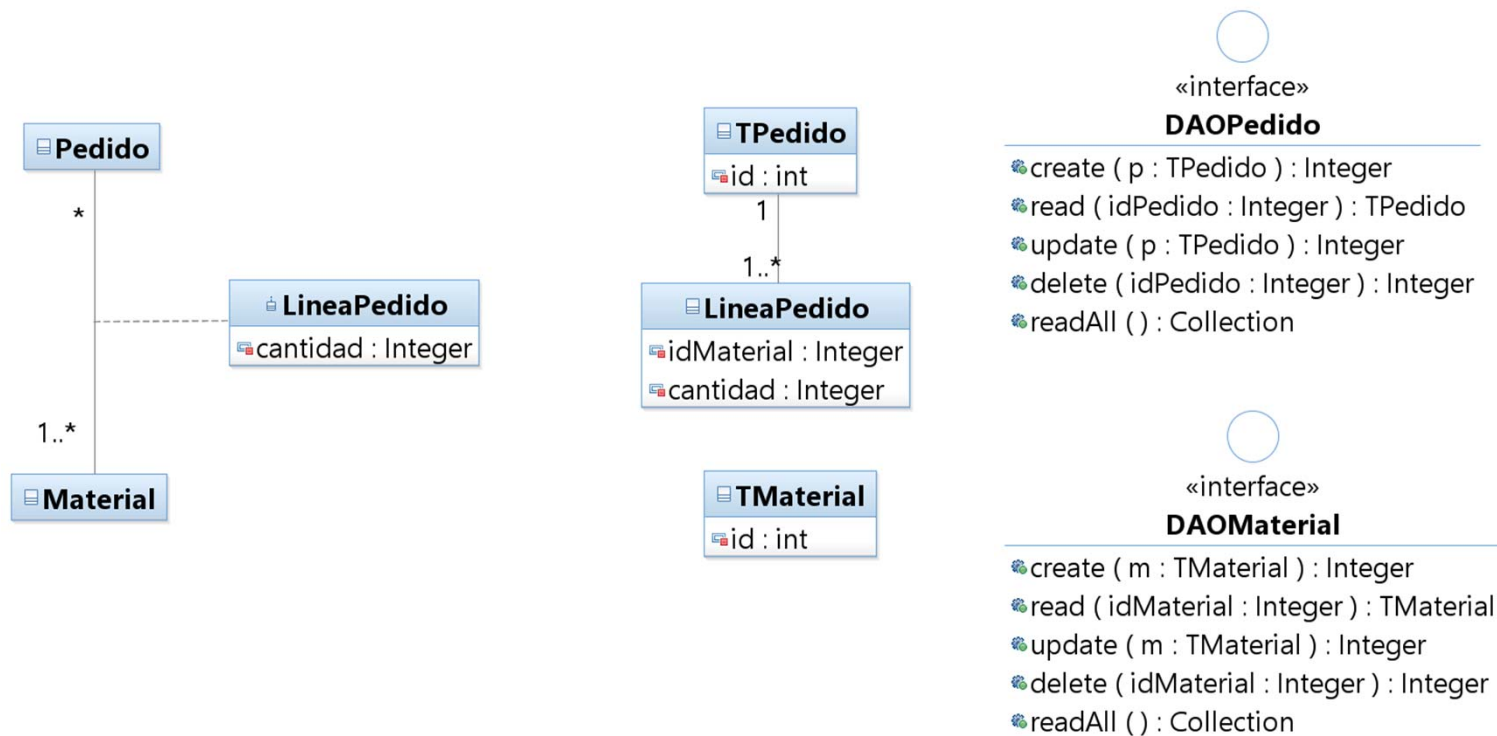 Pedido
*
LineaPedido
cantidad : Integer
1..*
Material
TPedido
id : int
1
1..*
LineaPedido
idMaterial : Integer
cantidad : Integer
TMaterial
id : int
«interface»
DAOPedido
create ( p : TPedido ) : Integer
read ( idPedido : Integer ) : TPedido
update ( p : TPedido ) : Integer
delete ( idPedido : Integer ) : Integer
readAll ( ) : Collection
«interface»
DAOMaterial
create ( m : TMaterial ) : Integer
read ( idMaterial : Integer ) : TMaterial
update ( m : TMaterial ) : Integer
delete ( idMaterial : Integer ) : Integer
readAll ( ) : Collection